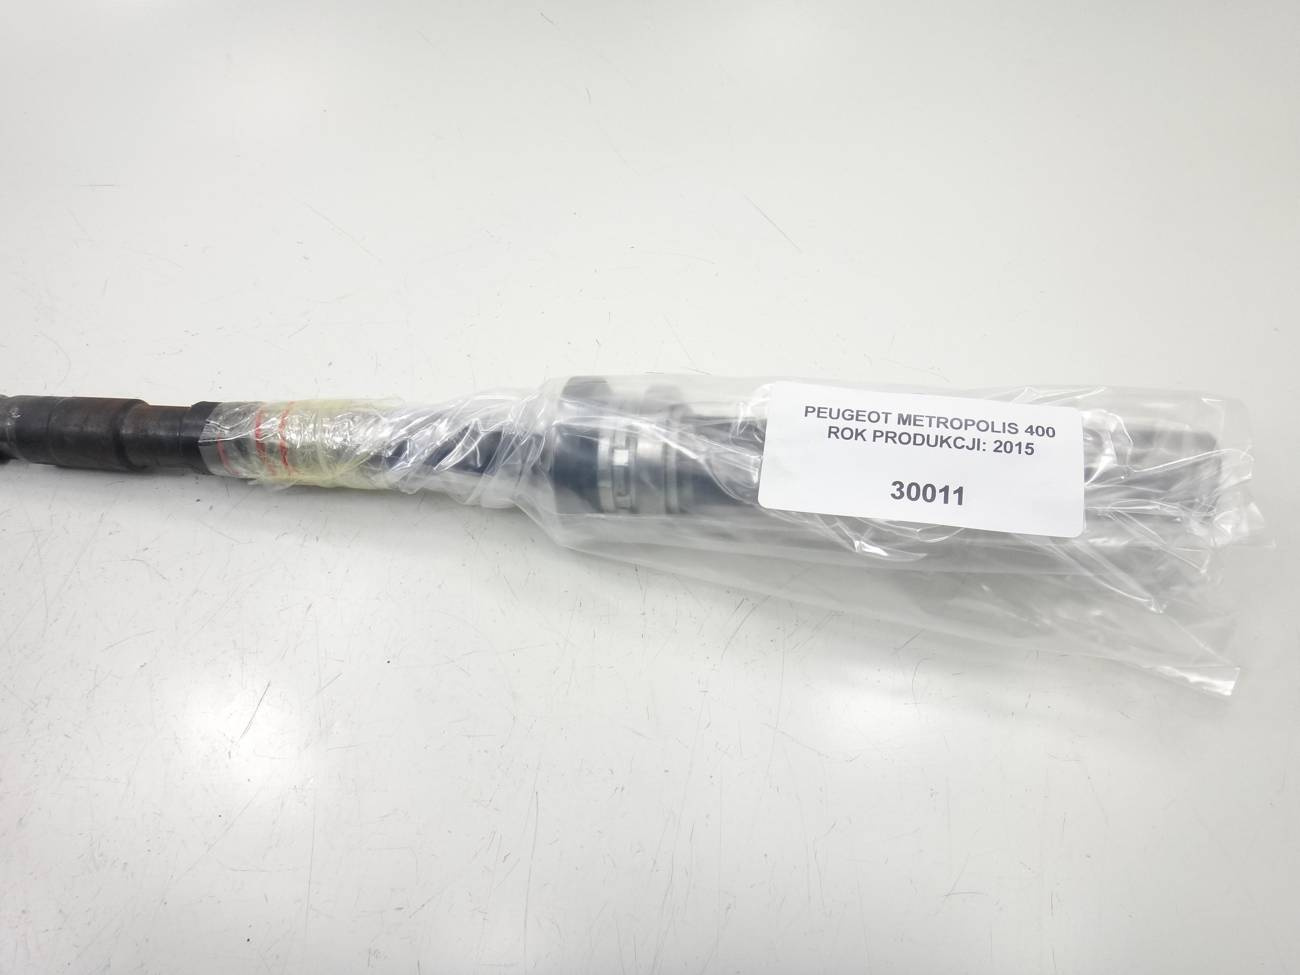 PEUGEOT METROPOLIS 400
ROK PRODUKCJI: 2015
30011